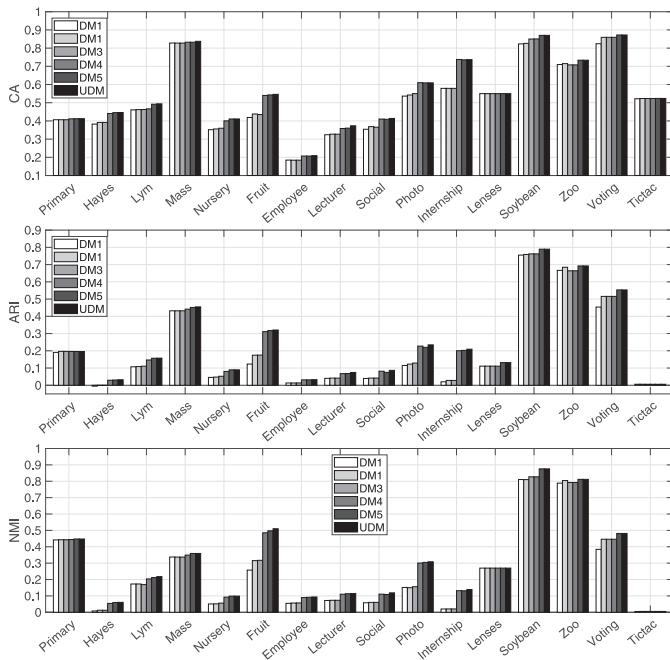 1
0.9
0.8
0.7
0.6
0.5
0.4
0.3
0.2
0.1
CA
DM1
DM1
DM3
DM4
DM5
UDM
Primary Hayes Lym Mass Nursery Fruit Employee Lecturer Social Photo Internship Lenses Soybean Zoo Voting Tictac
0.9
0.8
0.7
0.6
0.5
0.4
0.3
0.2
0.1
0
ARI
DM1
DM1
DM3
DM4
DM5
UDM
Primary Hayes Lym Mass Nursery Fruit Employee Lecturer Social Photo Internship Lenses Soybean Zoo Voting Tictac
1
0.9
0.8
0.7
0.6
0.5
0.4
0.3
0.2
0.1
0
NMI
DM1
DM1
DM3
DM4
DM5
UDM
Primary Hayes Lym Mass Nursery Fruit Employee Lecturer Social Photo Internship Lenses Soybean Zoo Voting Tictac